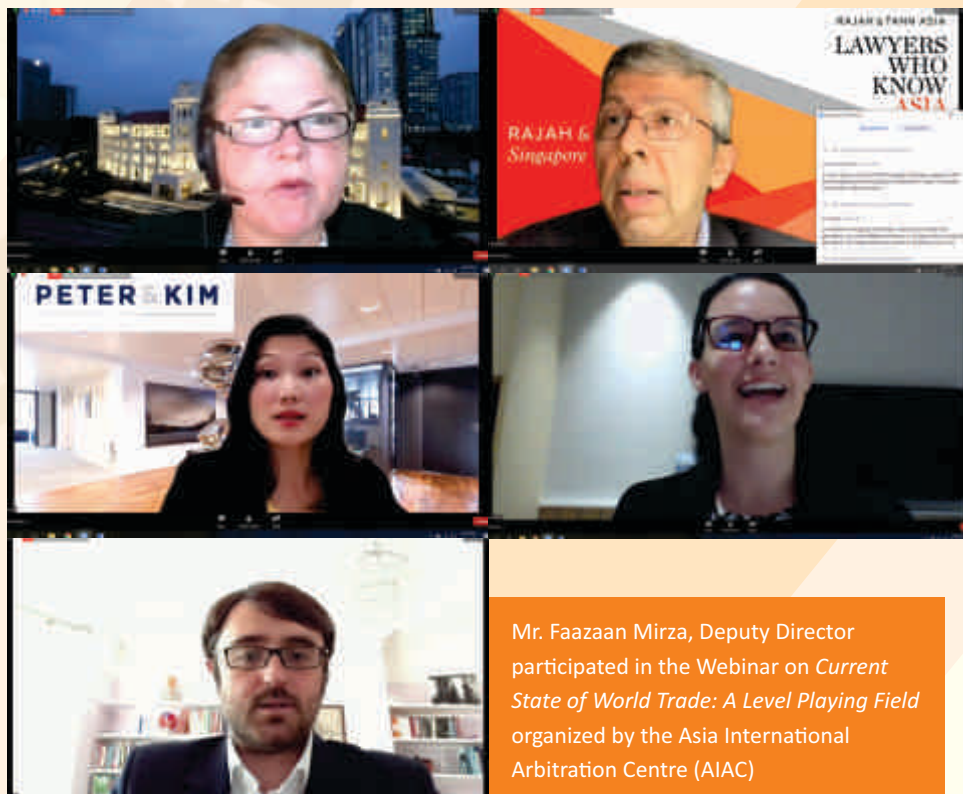 RAJAH & TANN ASIA
LAWYERS
WHO
KNOW
ASIA
RAJAH &
Singapore
PETER & KIM
Mr. Faazaan Mirza, Deputy Director
participated in the Webinar on Current
State of World Trade: A Level Playing Field
organized by the Asia International
Arbitration Centre (AIAC)